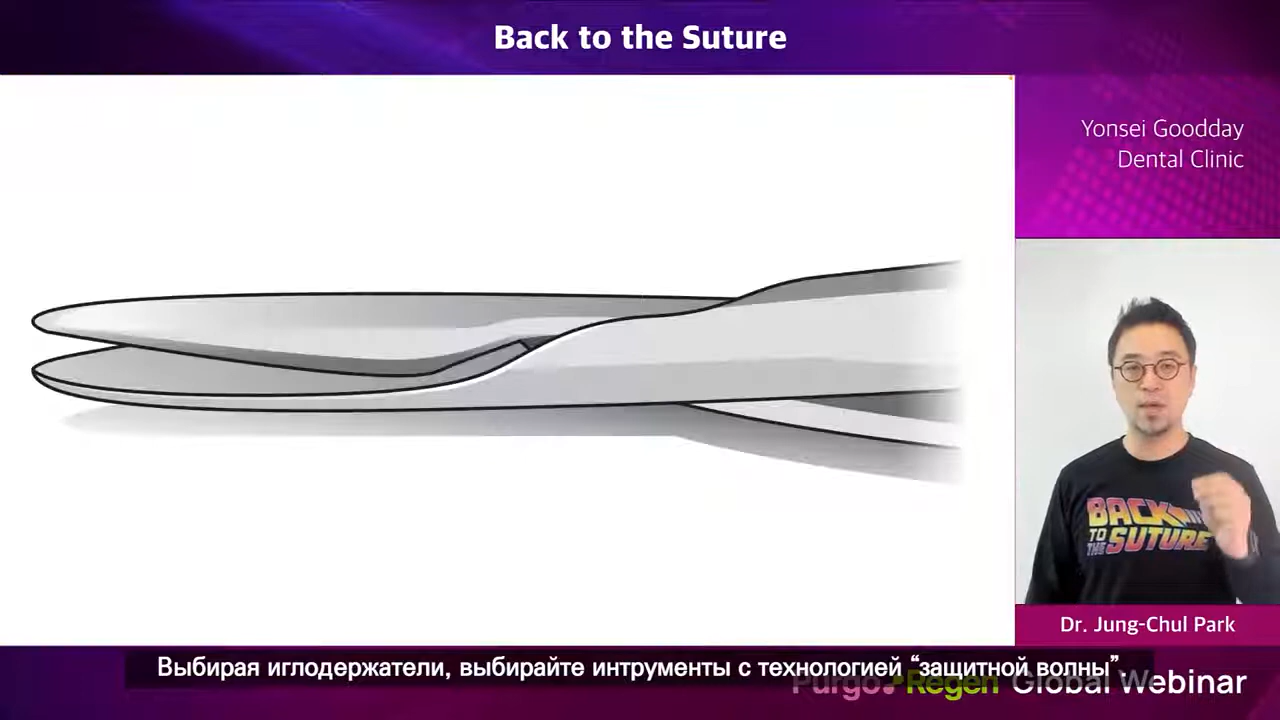 Back to the Suture
Yonsei Goodday
Dental Clinic
BACK
TO THE SUTURE
Dr. Jung-Chul Park
Выбирая иглодержатели, выбирайте интрументы с технологией “защитной волны”.
Purgo Regen Global Webinar